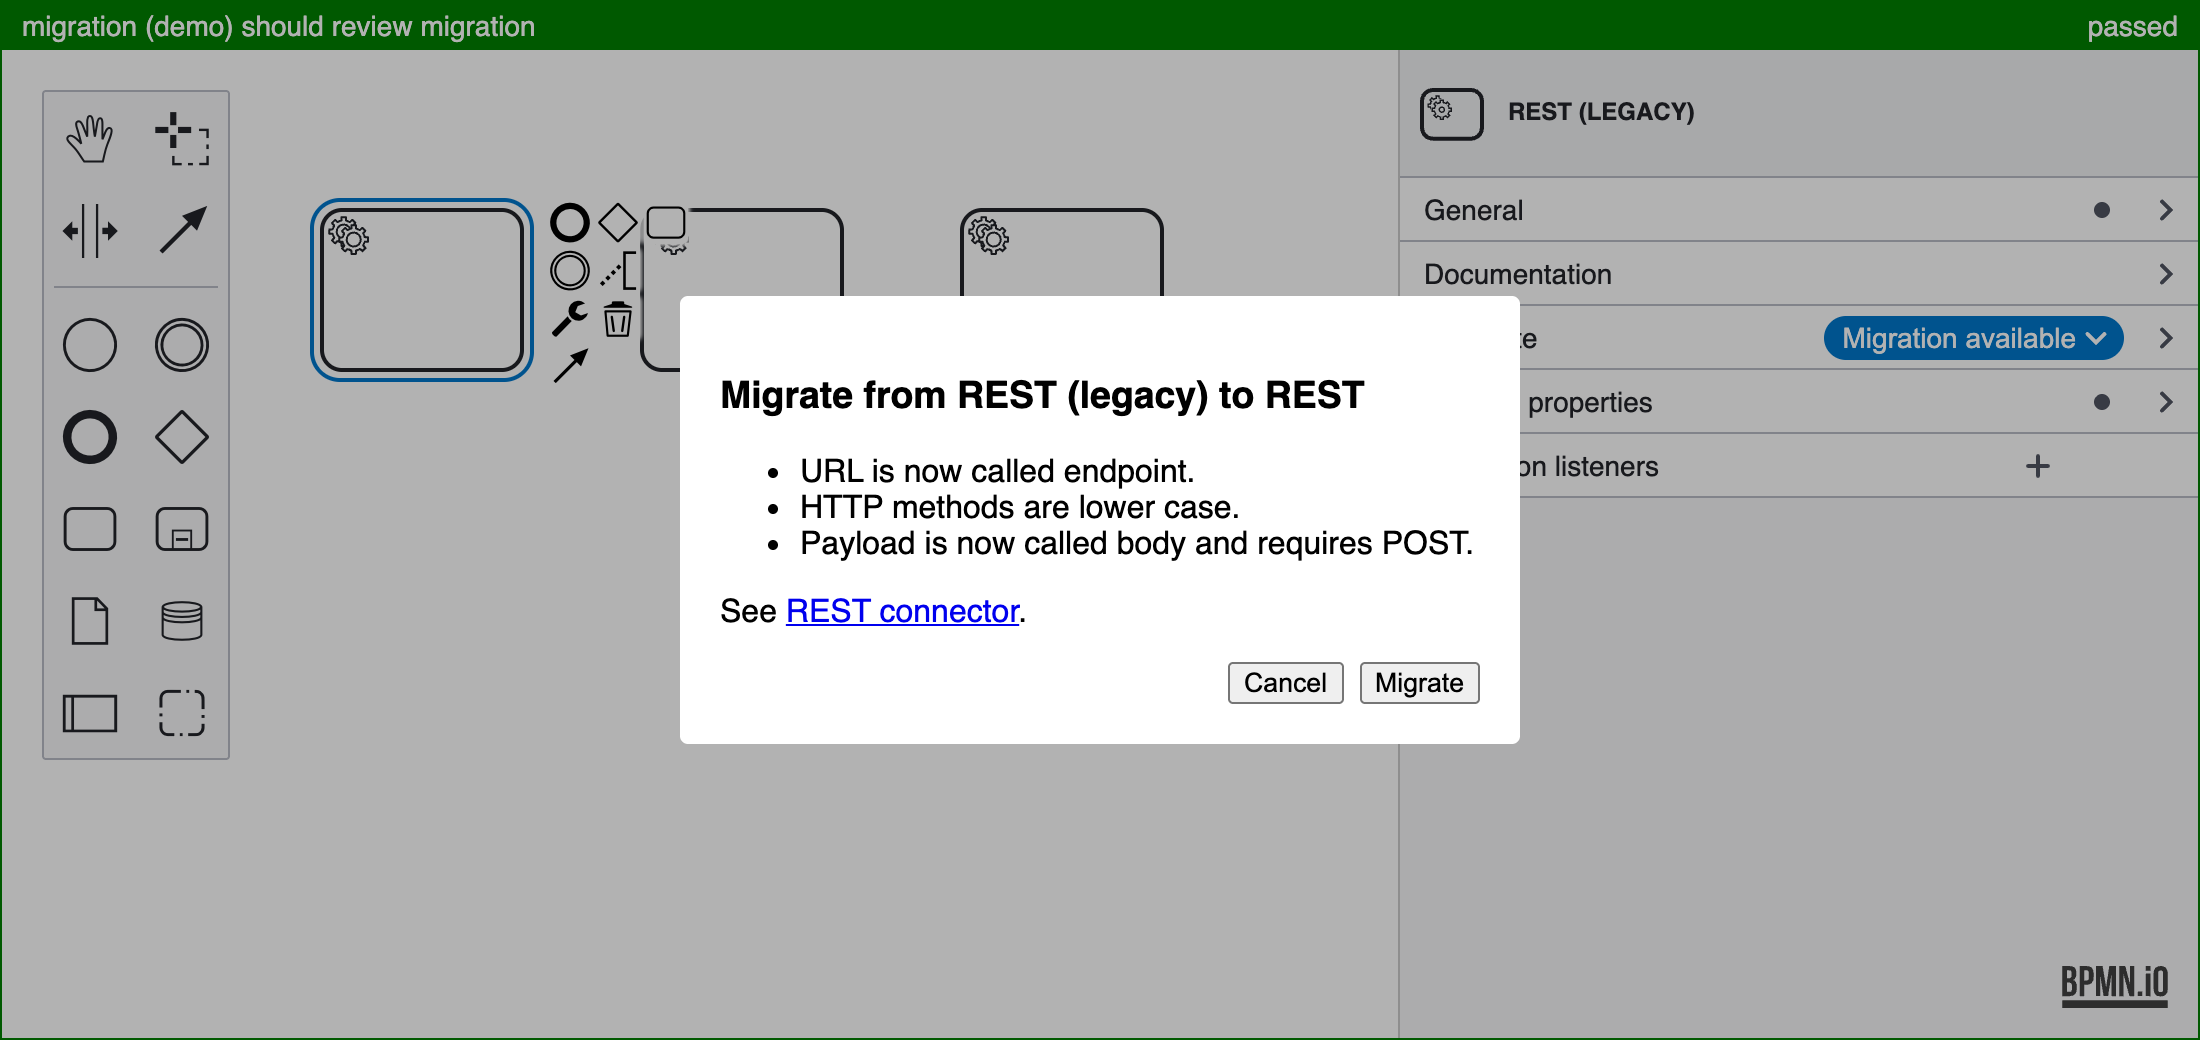 migration (demo) should review migration
passed
REST (LEGACY)
General
Documentation
te
Migration available
properties
on listeners
Migrate from REST (legacy) to REST
URL is now called endpoint.
HTTP methods are lower case.
Payload is now called body and requires POST.
See REST connector.
Cancel
Migrate
BPMN.iO